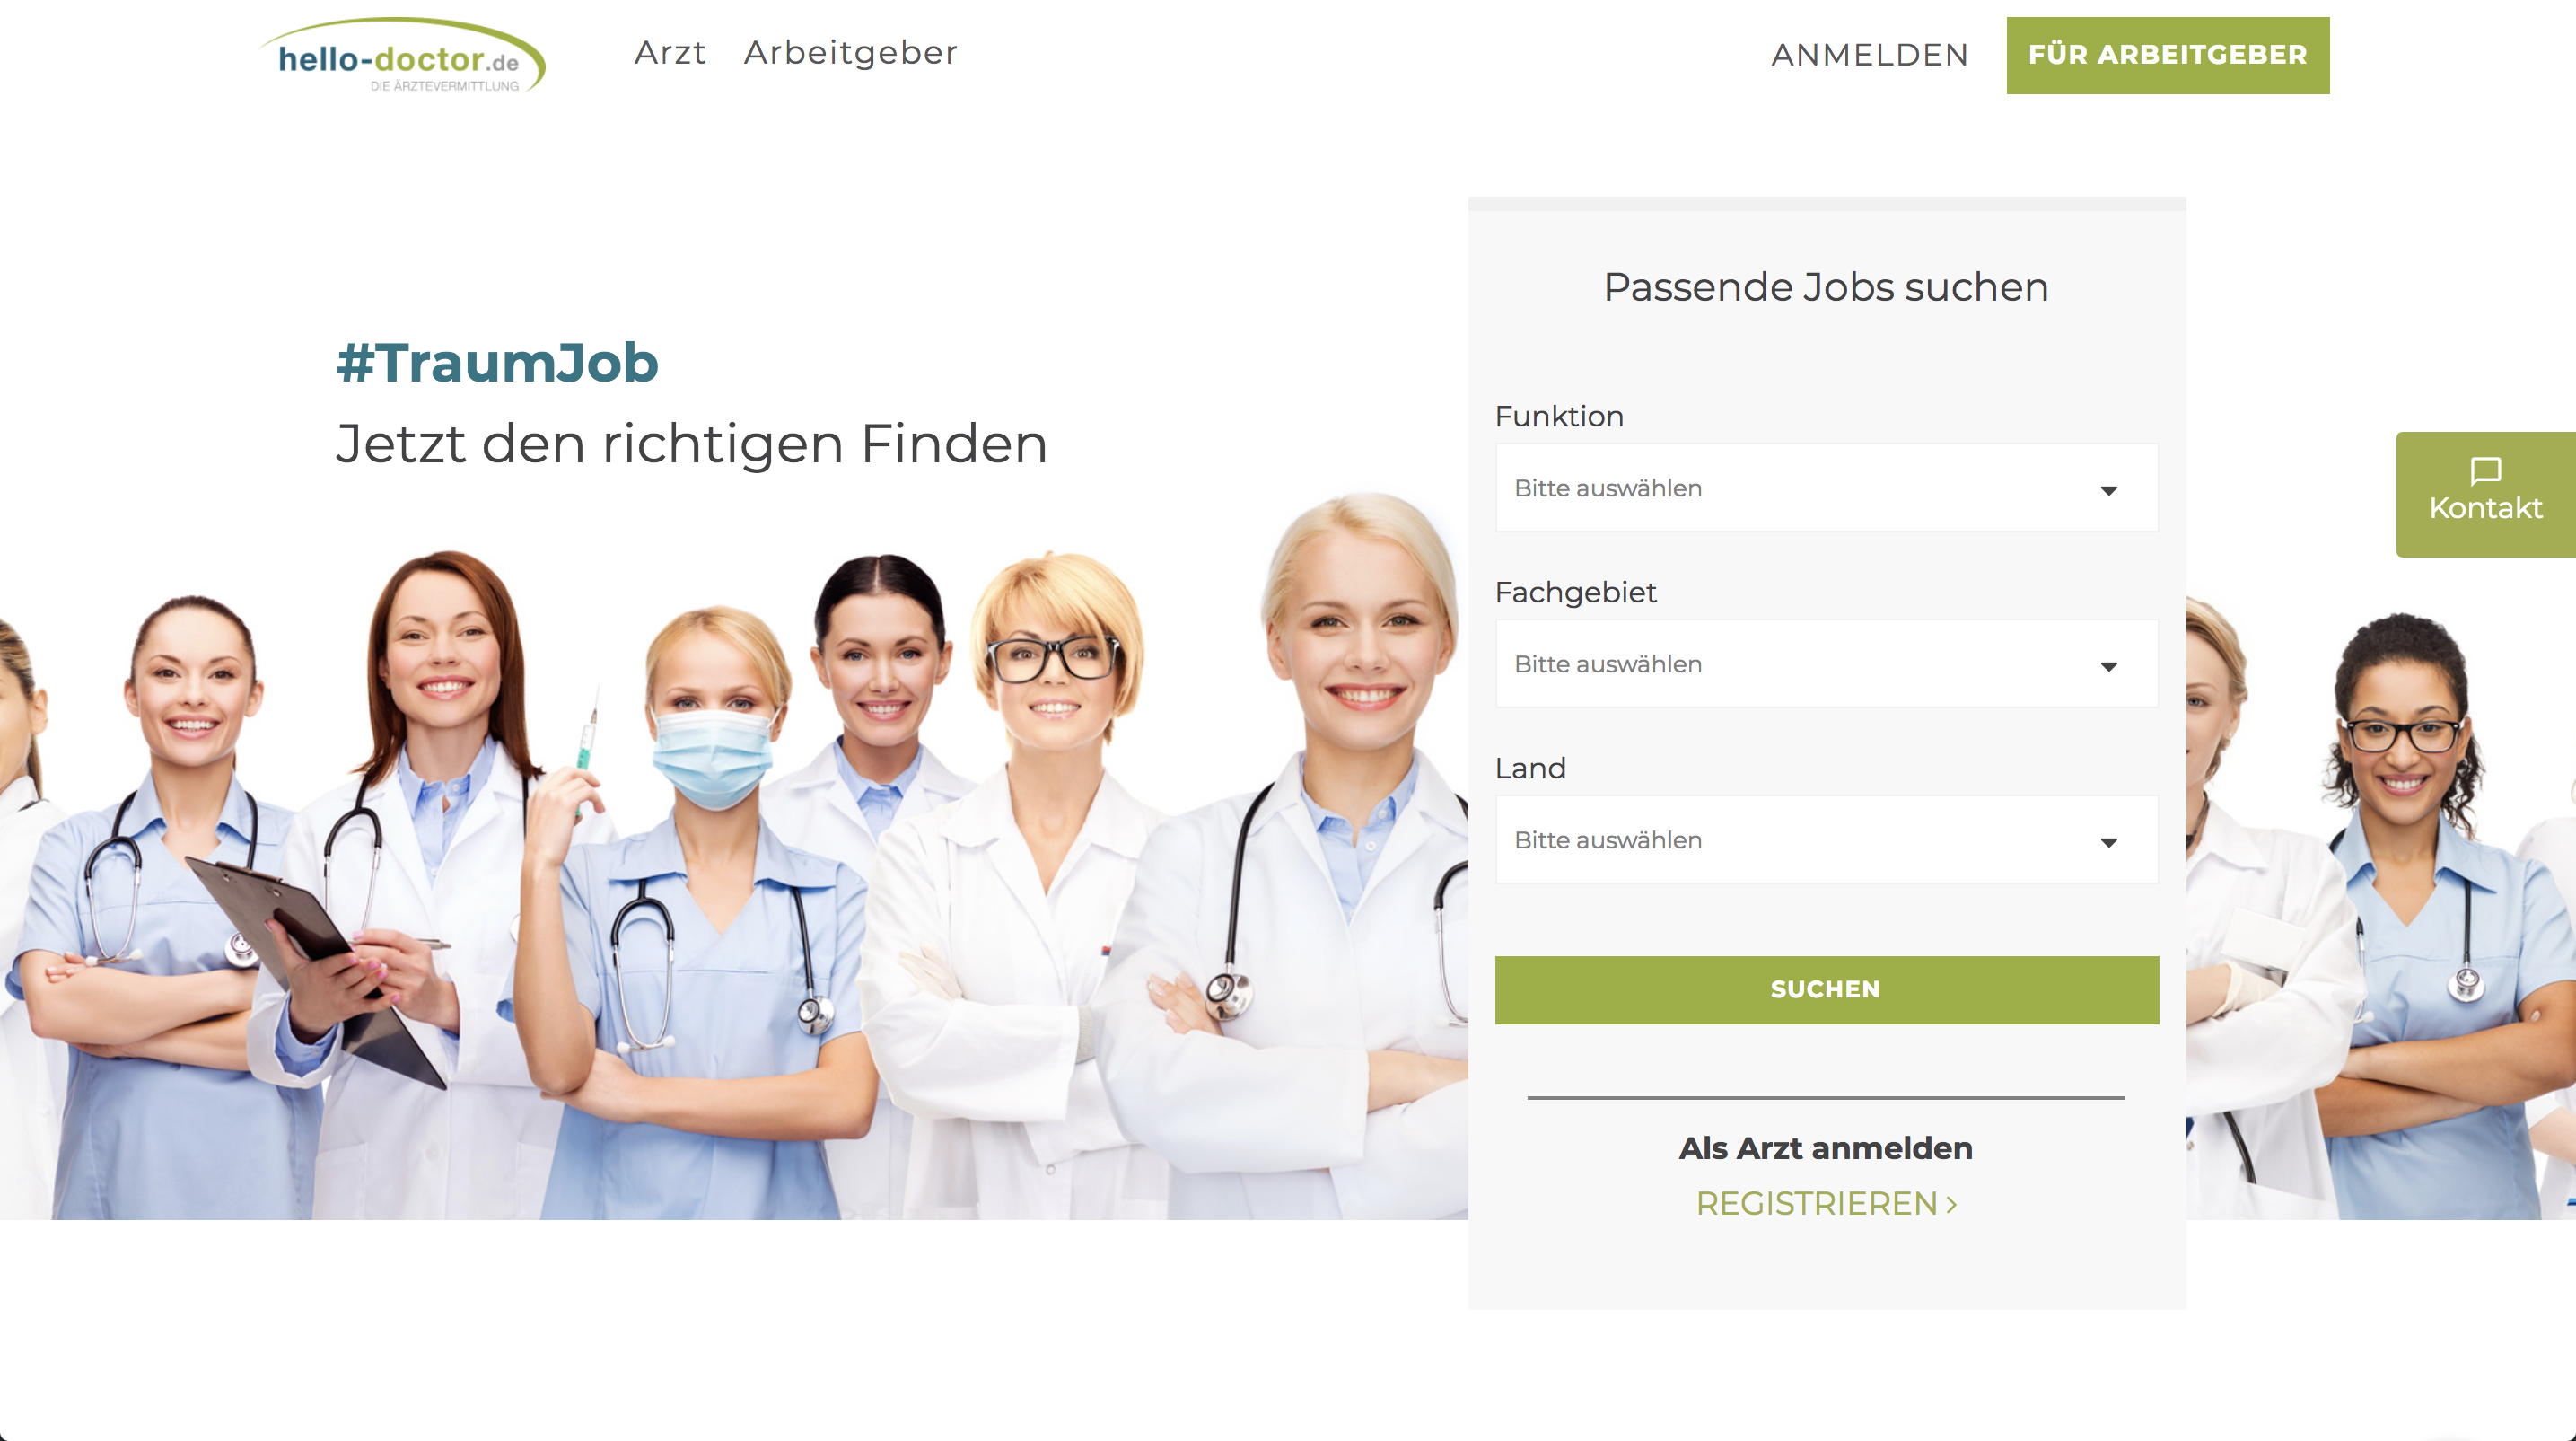 hello-doctor.de
DIE ÄRZTEVERMITTLUNG
Arzt
Arbeitgeber
ANMELDEN
FÜR ARBEITGEBER
#TraumJob
Jetzt den richtigen Finden
Passende Jobs suchen
Funktion
Bitte auswählen
Fachgebiet
Bitte auswählen
Land
Bitte auswählen
SUCHEN
Als Arzt anmelden
REGISTRIEREN ›
Kontakt